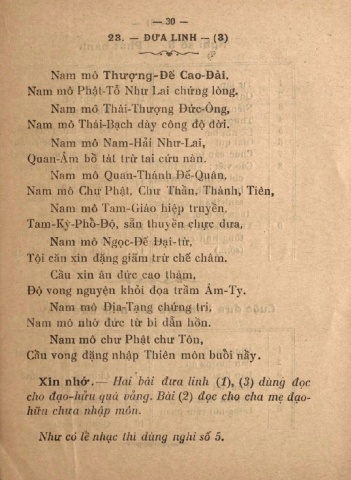 — 30 —
23. — ĐƯA LINH — (3)
Nam mô Thượng-Đế Cao-Đài,
Nam mô Phật-Tổ Như Lai chứng lòng,
Nam mô Thái-Thượng Đức-Ông,
Nam mô Thái-Bạch dày công độ đời.
Nam mô Nam-Hải Như-Lai,
Quan-Âm bồ tát trừ tai cứu nàn.
Nam mô Quan-Thánh Đế-Quân,
Nam mô Chư Phật, Chư Thần, Thánh, Tiên,
Nam mô Tam-Giáo hiệp truyền.
Tam-Kỳ-Phổ-Độ, sẵn thuyền chực đưa,
Nam mô Ngọc-Đế Đại-từ,
Tội căn xin đặng giảm trừ chế châm.
Cầu xin ân đức cao thâm,
Độ vong nguyện khỏi đọa trầm Âm-Ty.
Nam mô Địa-Tạng chứng tri,
Nam mô nhờ đức từ bi dẫn hồn.
Nam mô chư Phật chư Tôn,
Cầu vong đặng nhập Thiên môn buổi nầy.
Xin nhớ. — Hai bài đưa linh (1), (3) dùng đọc
cho đạo-hữu quá vảng. Bài (2) đọc cho cha mẹ đạo-
hữu chưa nhập môn.
Như có lễ nhạc thì dùng nghi số 5.